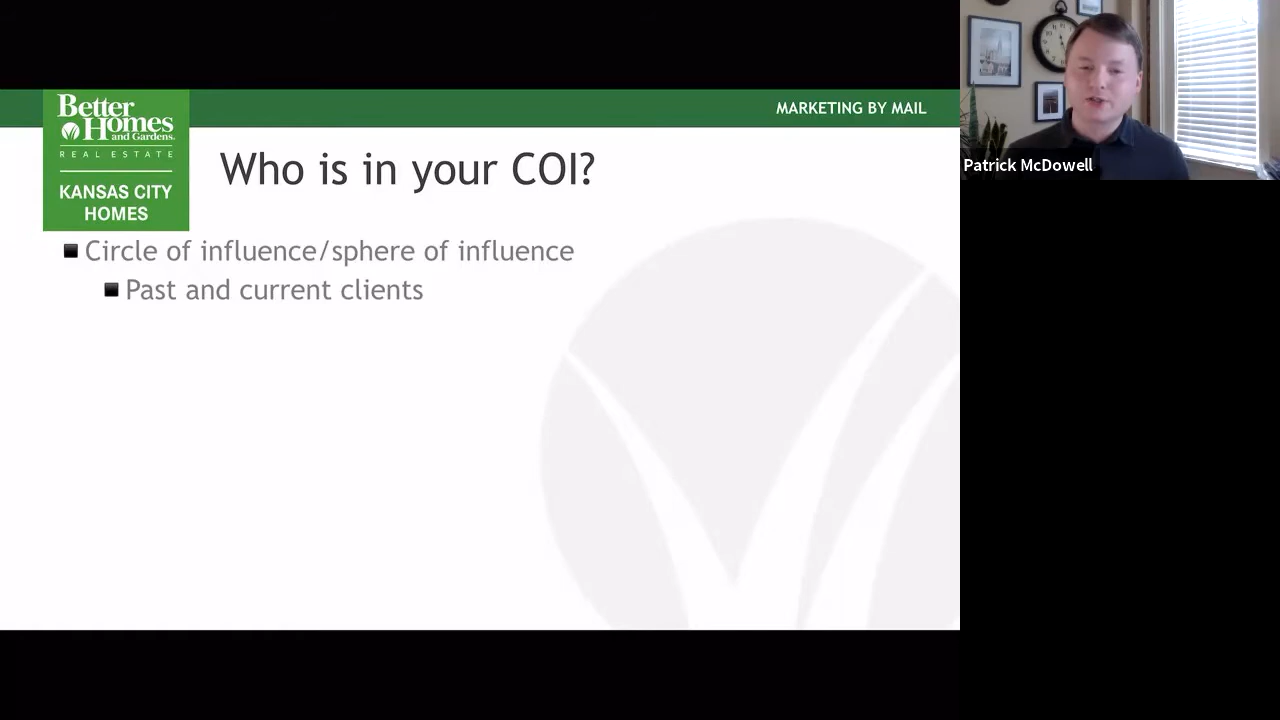 Better
Homes
and Gardens.
REAL ESTATE
KANSAS CITY
HOMES
MARKETING BY MAIL
Who is in your COI?
Circle of influence/sphere of influence
Past and current clients
Patrick McDowell